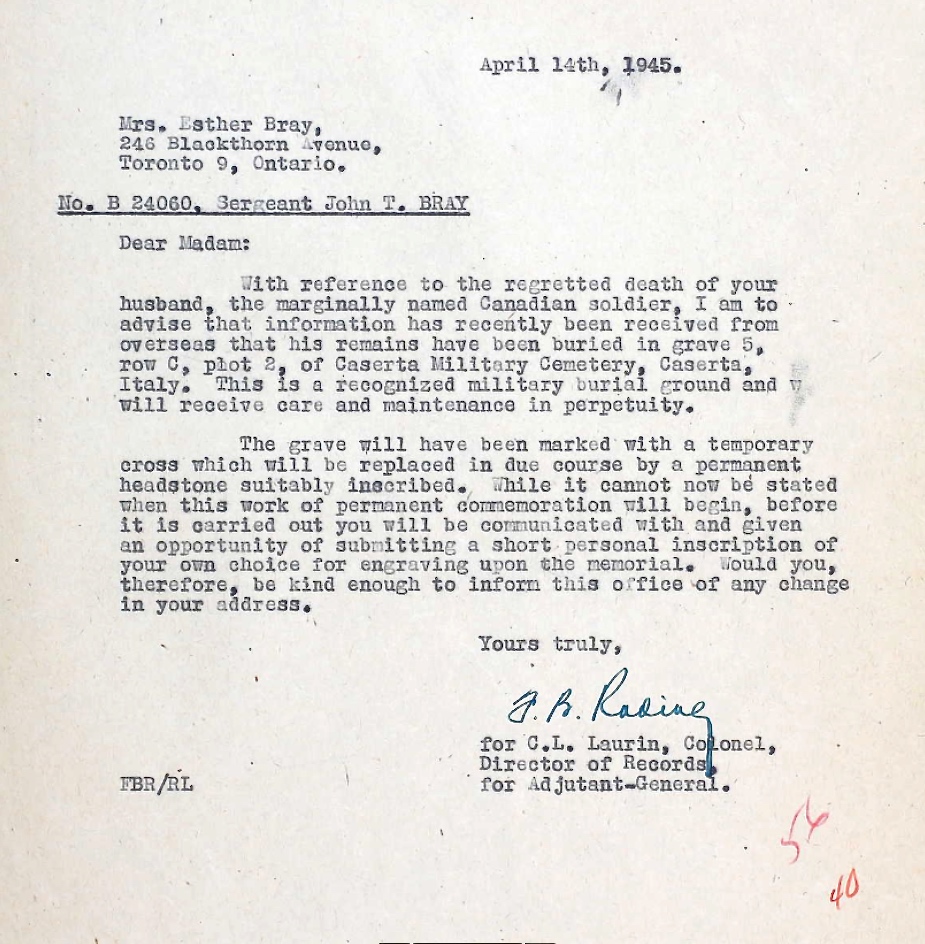 April 14th, 1945.
Mrs. Esther Bray,
246 Blackthorn Avenue,
Toronto 9, Ontario.
No. B 24060, Sergeant John T. BRAY
Dear Madam:
With reference to the regretted death of your
husband, the marginally named Canadian soldier, I am to
advise that information has recently been received from
overseas that his remains have been buried in grave 5,
row C, plot 2, of Caserta Military Cemetery, Caserta,
Italy. This is a recognized military burial ground and w
will receive care and maintenance in perpetuity.
The grave will have been marked with a temporary
cross which will be replaced in due course by a permanent
headstone suitably inscribed. While it cannot now be stated
when this work of permanent commemoration will begin, before
it is carried out you will be communicated with and given
an opportunity of submitting a short personal inscription of
your own choice for engraving upon the memorial. Would you,
therefore, be kind enough to inform this office of any change
in your address.
Yours truly,
F. B.
for C.L. Laurin, Colonel,
Director of Records,
for Adjutant-General.
FBR/RL
40